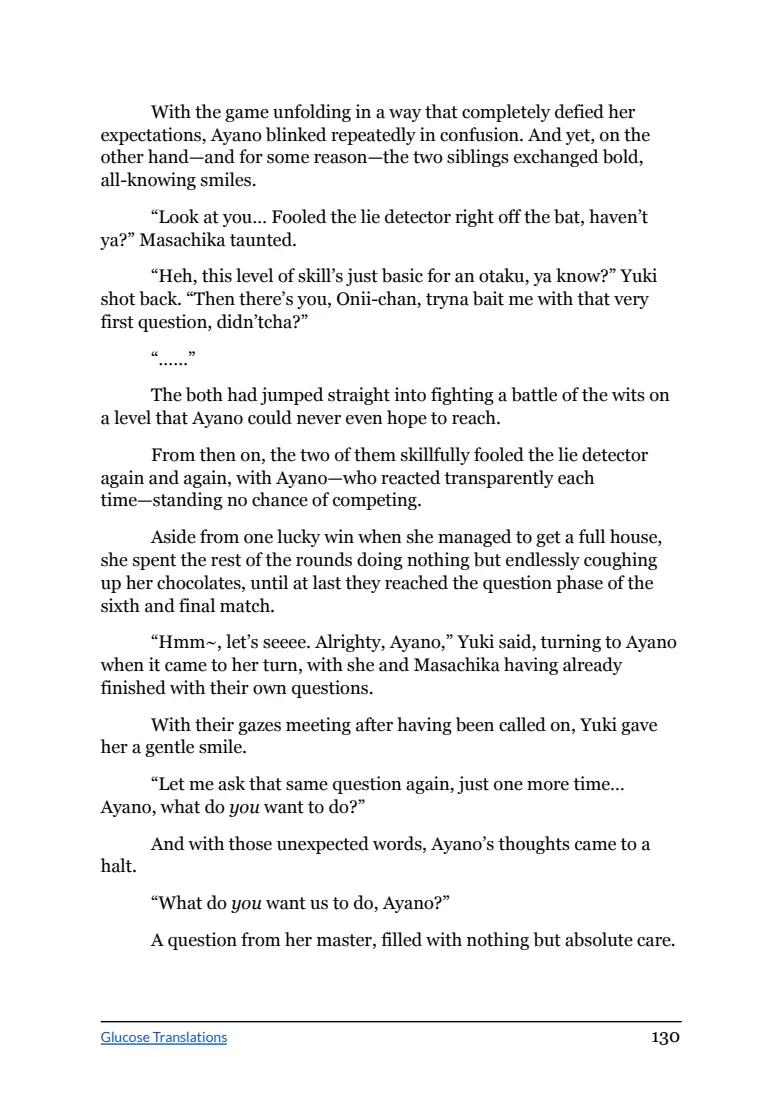 With the game unfolding in a way that completely defied her
expectations, Ayano blinked repeatedly in confusion. And yet, on the
other hand—and for some reason—the two siblings exchanged bold,
all-knowing smiles.
“Look at you... Fooled the lie detector right off the bat, haven’t
ya?” Masachika taunted.
“Heh, this level of skill’s just basic for an otaku, ya know?” Yuki
shot back. “Then there’s you, Onii-chan, tryna bait me with that very
first question, didn’tcha?”
“......”
The both had jumped straight into fighting a battle of the wits on
a level that Ayano could never even hope to reach.
From then on, the two of them skillfully fooled the lie detector
again and again, with Ayano—who reacted transparently each
time—standing no chance of competing.
Aside from one lucky win when she managed to get a full house,
she spent the rest of the rounds doing nothing but endlessly coughing
up her chocolates, until at last they reached the question phase of the
sixth and final match.
“Hmm~, let’s seeee. Alrighty, Ayano,” Yuki said, turning to Ayano
when it came to her turn, with she and Masachika having already
finished with their own questions.
With their gazes meeting after having been called on, Yuki gave
her a gentle smile.
“Let me ask that same question again, just one more time...
Ayano, what do you want to do?”
And with those unexpected words, Ayano’s thoughts came to a
halt.
“What do you want us to do, Ayano?”
A question from her master, filled with nothing but absolute care.
Glucose Translations
130